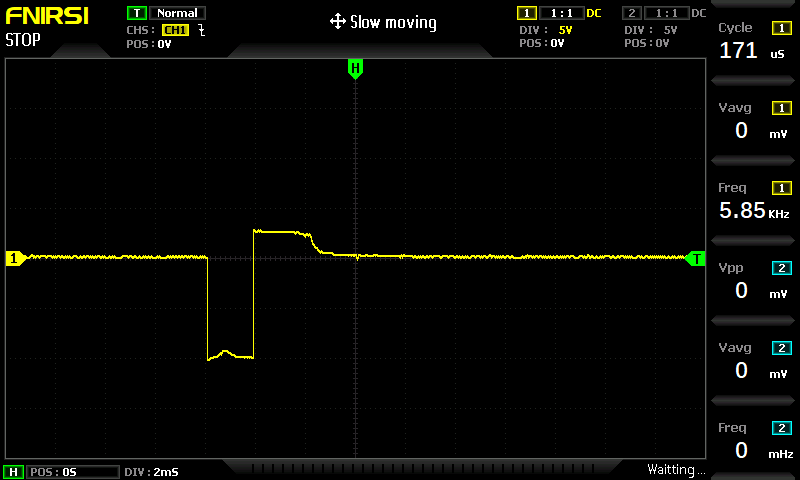 FNIRSI
STOP
T Normal
CHS: CH1
POS: 0V
Slow moving
1 1:1 DC
DIV: 5V
POS: 0V
2 1:1 DC
DIV: 5V
POS: 0V
H
1
T
Cycle 1
171 uS
Vavg 1
0 mV
Freq 1
5.85 KHz
Vpp 2
0 mV
Vavg 2
0 mV
Freq 2
0 mHz
H POS: 0S DIV: 2mS
Waitting...